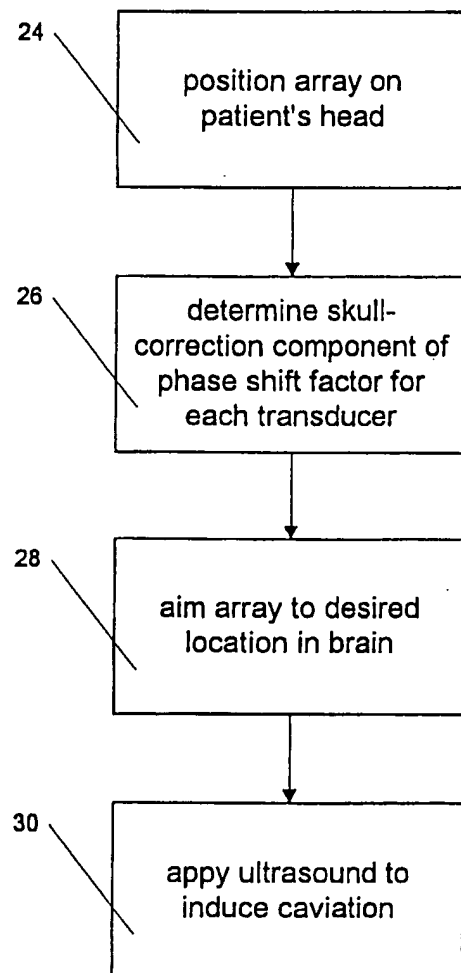 24
position array on
patient's head
26
determine skull-
correction component of
phase shift factor for
each transducer
28
aim array to desired
location in brain
30
appy ultrasound to
induce caviation